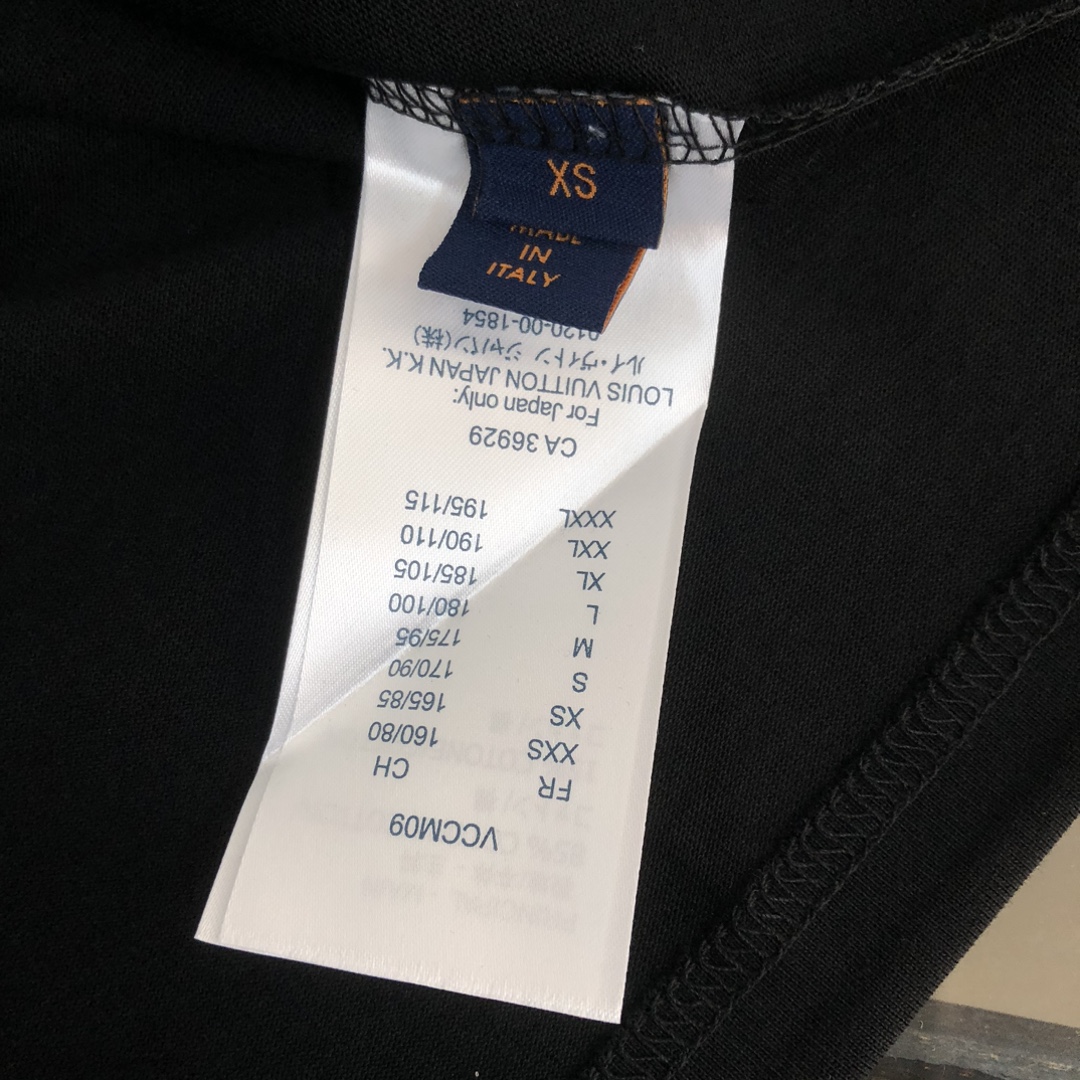 XS
MADE
IN
ITALY
VCCM09
FR CH
XXS 160/80
XS 165/85
S 170/90
M 175/95
L 180/100
XL 185/105
XXL 190/110
XXXL 195/115
CA 36929
For Japan only:
LOUIS VUITTON JAPAN K.K.
ルイ・ヴィトン ジャパン(株)
0120-00-1854